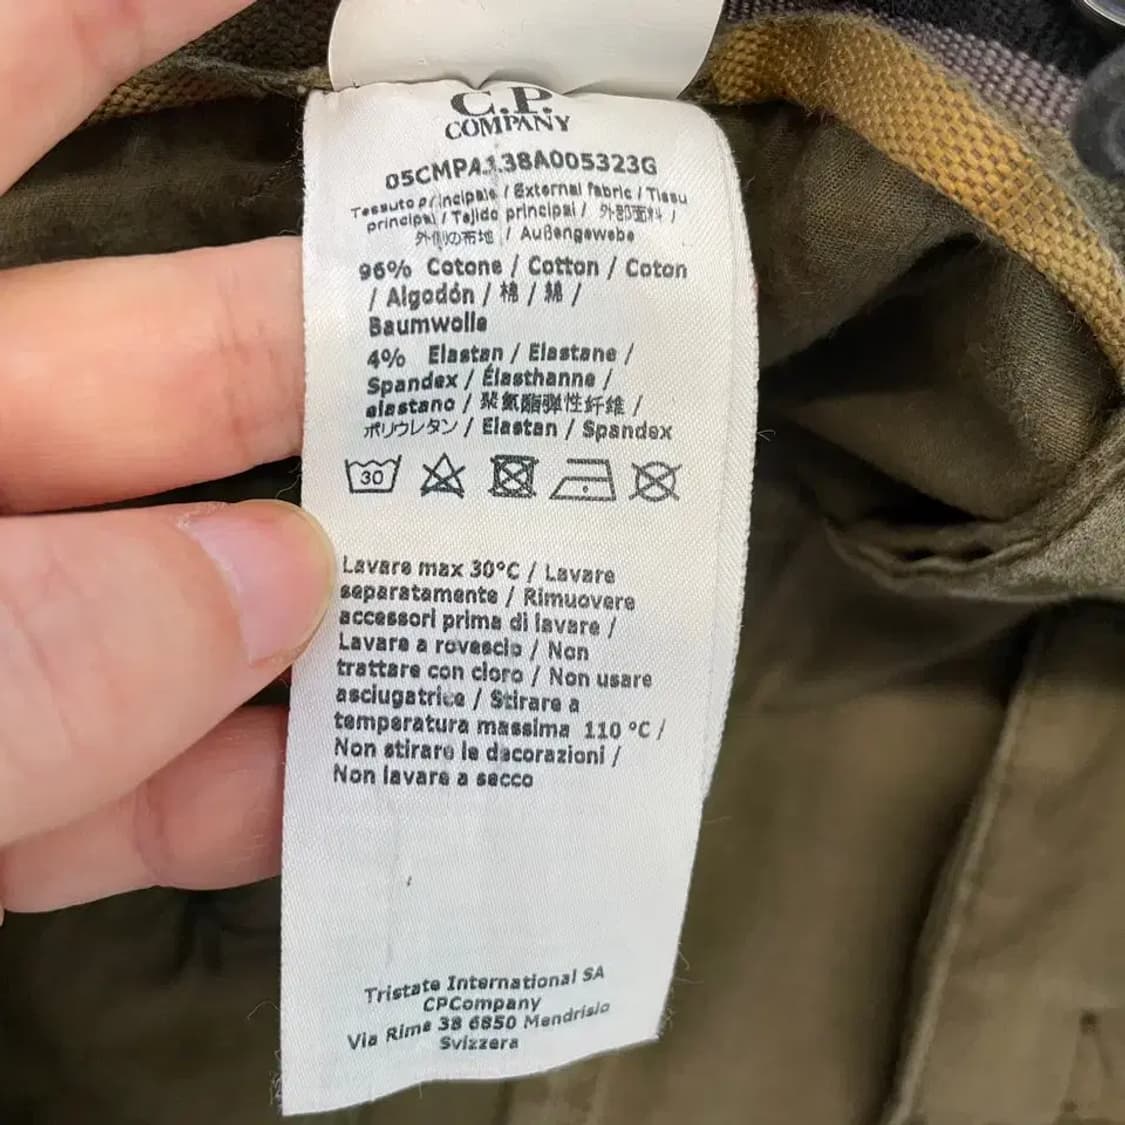 C.P.
COMPANY
05CMPA138A005323G
Tessuto principale / External fabric / Tissu
principal / Tejido principal / 外部面料 /
外側の布地 / Außengewebe
96% Cotone / Cotton / Coton
/ Algodón / 棉 / 綿 /
Baumwolle
4% Elastan / Elastane /
Spandex / Élasthanne /
elastano / 聚氨酯弹性纤维 /
ポリウレタン / Elastan / Spandex
30
Lavare max 30°C / Lavare
separatamente / Rimuovere
accessori prima di lavare /
Lavare a rovescio / Non
trattare con cloro / Non usare
asciugatrice / Stirare a
temperatura massima 110 °C /
Non stirare le decorazioni /
Non lavare a secco
Tristate International SA
CPCompany
Via Rime 38 6850 Mendrisio
Svizzera